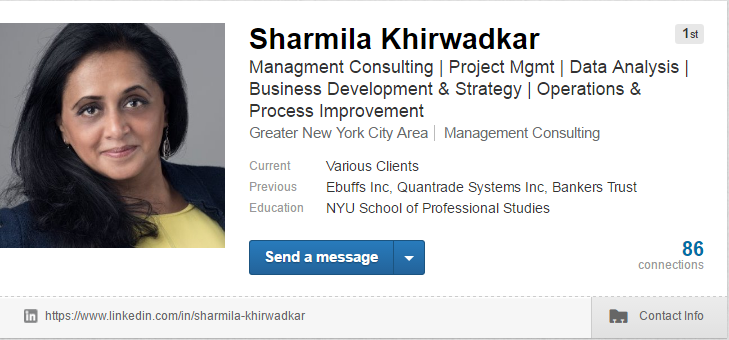 Sharmila Khirwadkar
1st
Managment Consulting | Project Mgmt | Data Analysis |
Business Development & Strategy | Operations &
Process Improvement
Greater New York City Area | Management Consulting
Current Various Clients
Previous Ebuffs Inc, Quantrade Systems Inc, Bankers Trust
Education NYU School of Professional Studies
Send a message
86
connections
in https://www.linkedin.com/in/sharmila-khirwadkar
Contact Info